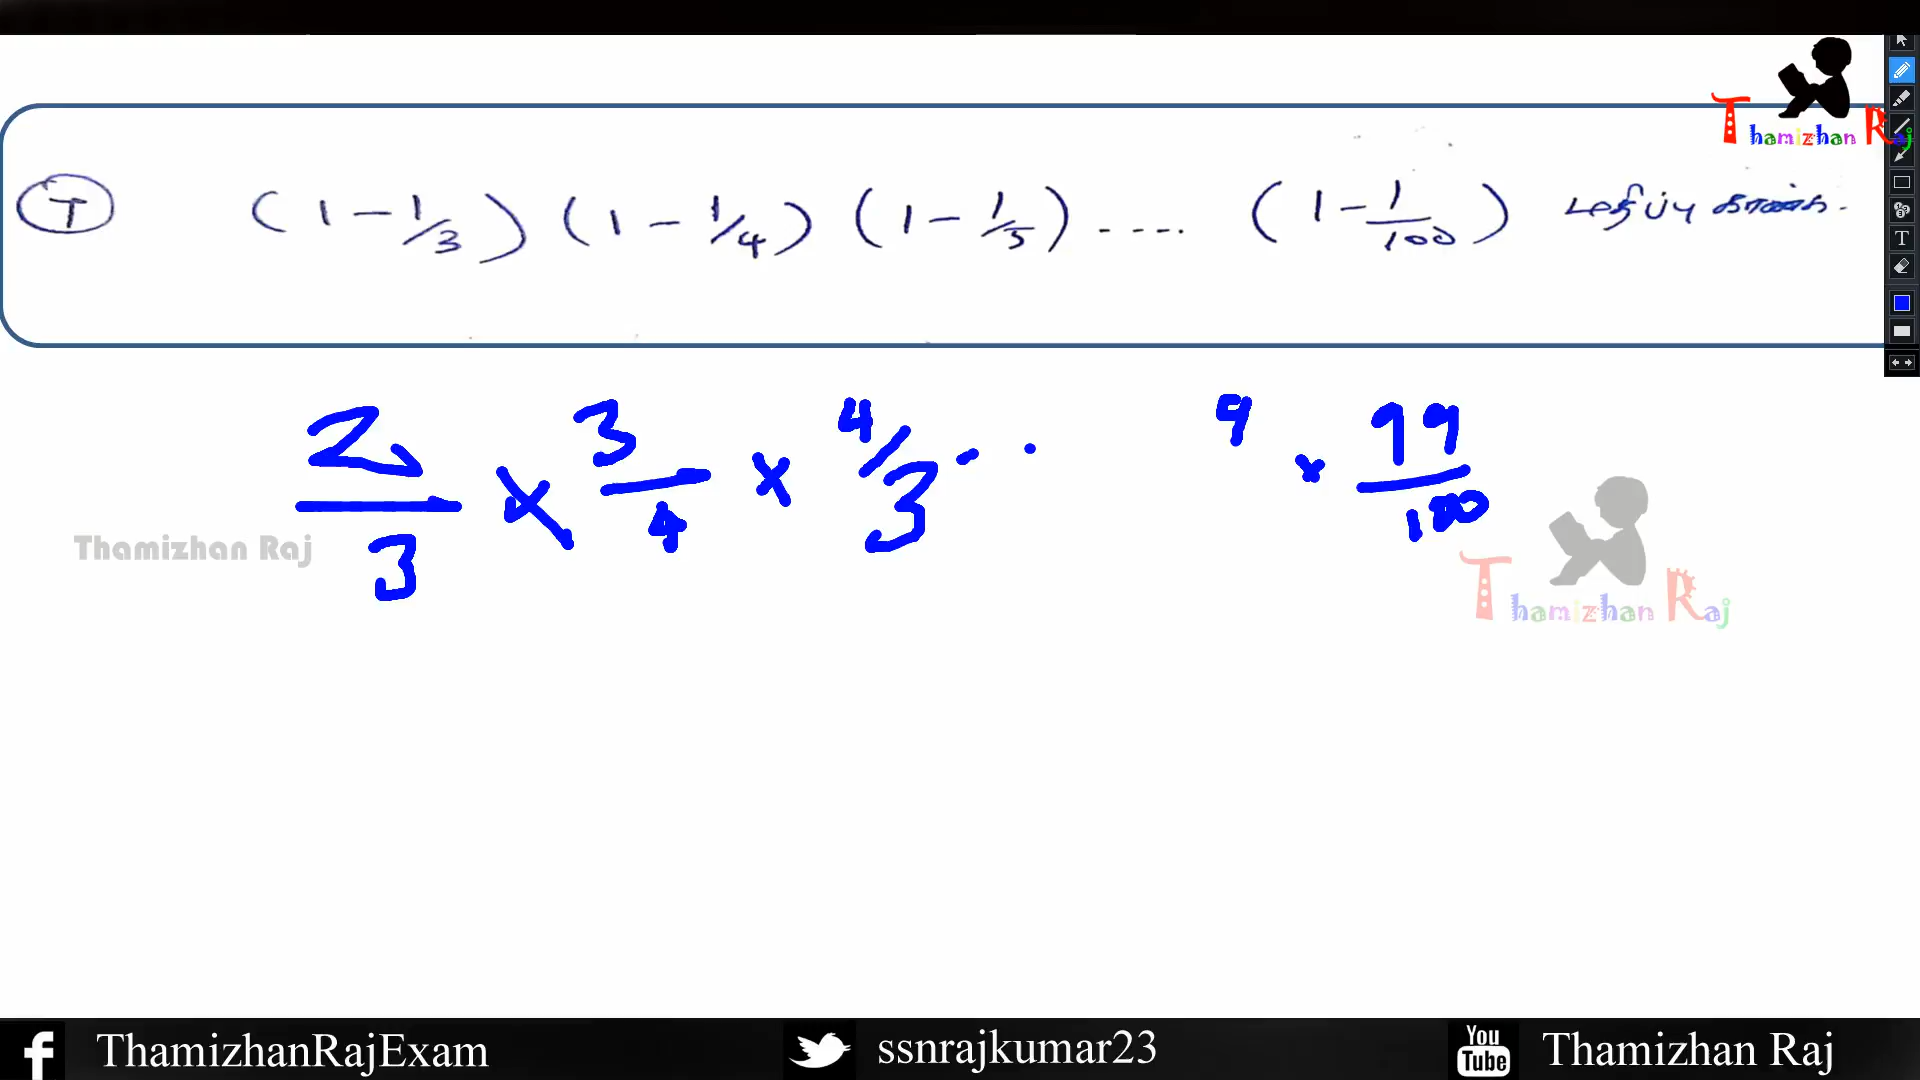 Thamizhan Raj
T (1 - 1/3) (1 - 1/4) (1 - 1/5) ---- (1 - 1/100) மதிப்பு காண்க.
2/3 × 3/4 × 4/3 - . 9 × 99/100
Thamizhan Raj
Thamizhan Raj
T
f ThamizhanRajExam ssnrajkumar23 You Tube Thamizhan Raj